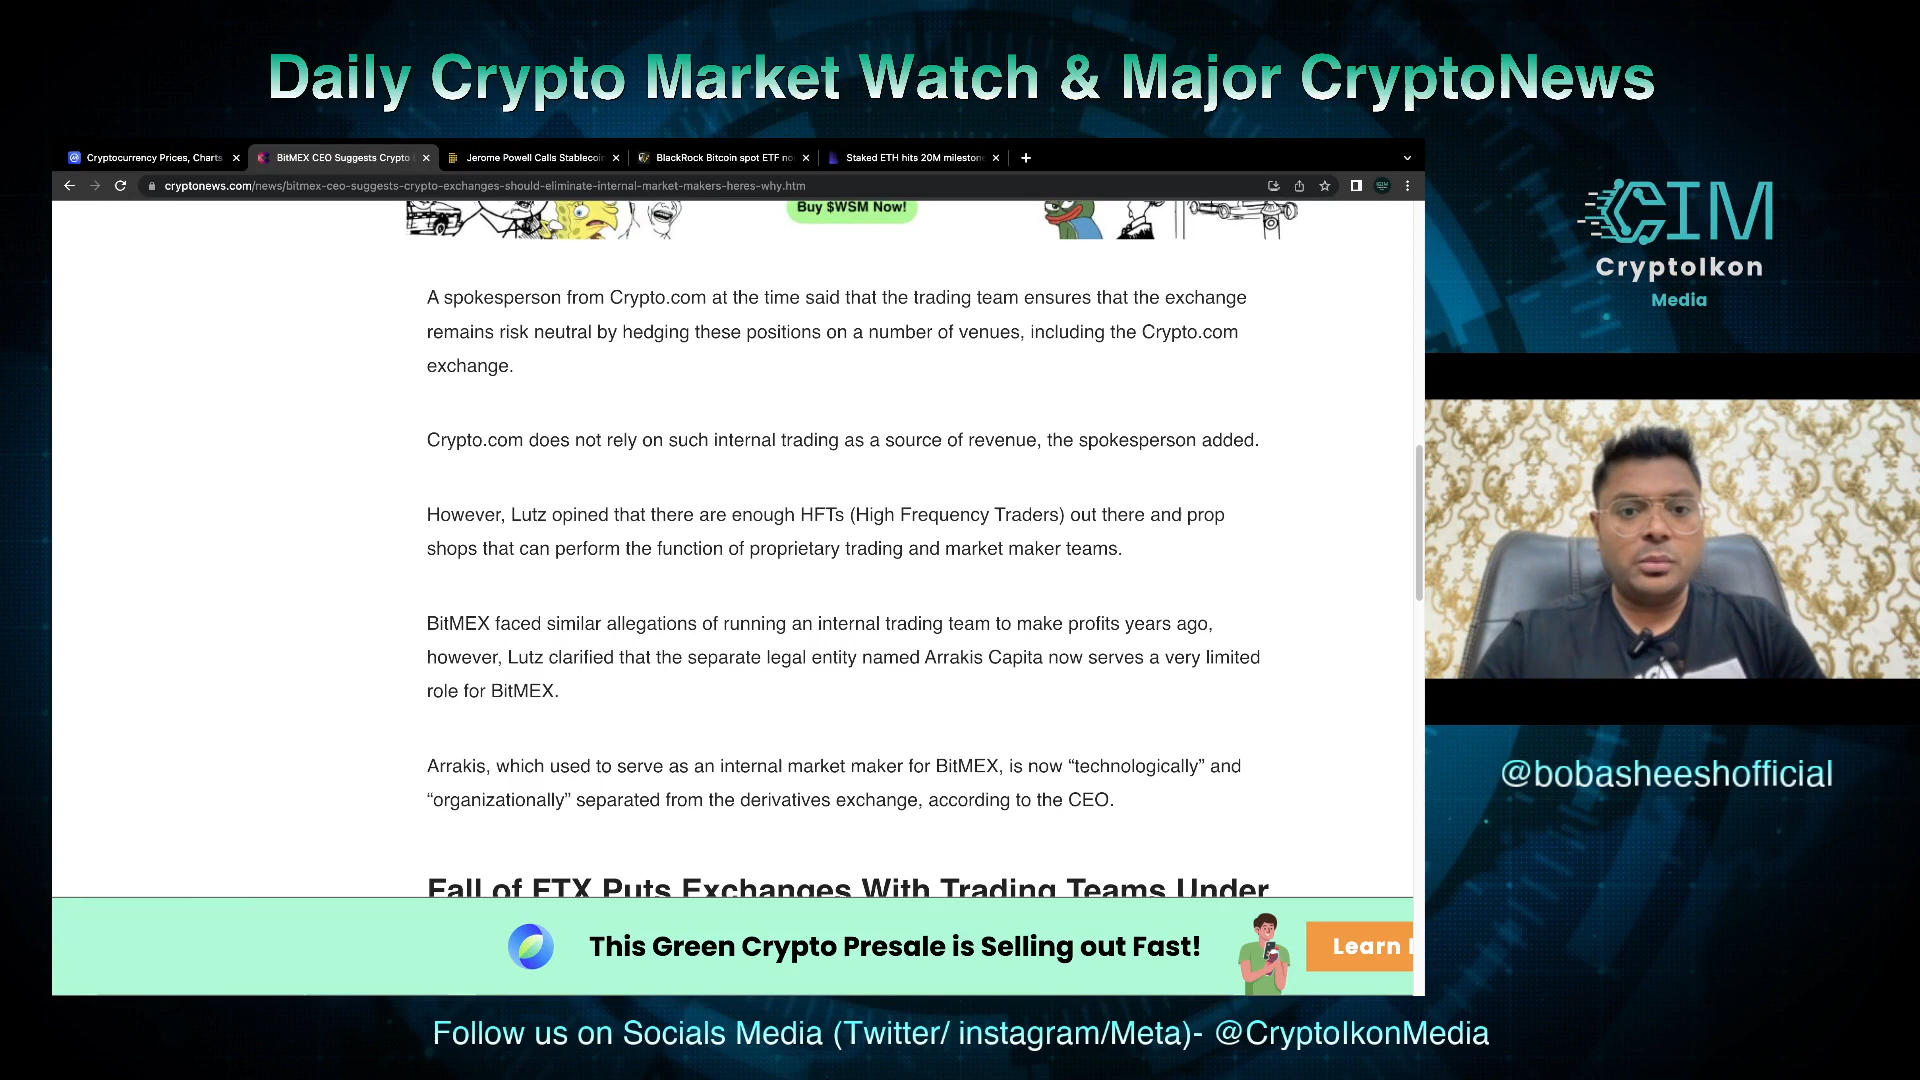 Daily Crypto Market Watch & Major CryptoNews
Cryptocurrency Prices, Charts
BitMEX CEO Suggests Crypto
Jerome Powell Calls Stablecoin
BlackRock Bitcoin spot ETF no
Staked ETH hits 20M milestone
cryptonews.com/news/bitmex-ceo-suggests-crypto-exchanges-should-eliminate-internal-market-makers-heres-why.htm
Buy $WSM Now!
A spokesperson from Crypto.com at the time said that the trading team ensures that the exchange
remains risk neutral by hedging these positions on a number of venues, including the Crypto.com
exchange.
Crypto.com does not rely on such internal trading as a source of revenue, the spokesperson added.
However, Lutz opined that there are enough HFTs (High Frequency Traders) out there and prop
shops that can perform the function of proprietary trading and market maker teams.
BitMEX faced similar allegations of running an internal trading team to make profits years ago,
however, Lutz clarified that the separate legal entity named Arrakis Capita now serves a very limited
role for BitMEX.
Arrakis, which used to serve as an internal market maker for BitMEX, is now “technologically” and
“organizationally” separated from the derivatives exchange, according to the CEO.
Fall of FTX Puts Exchanges With Trading Teams Under
This Green Crypto Presale is Selling out Fast!
Learn
CIM
CryptoIkon
Media
@bobasheeshofficial
Follow us on Socials Media (Twitter/ instagram/Meta)- @CryptoIkonMedia